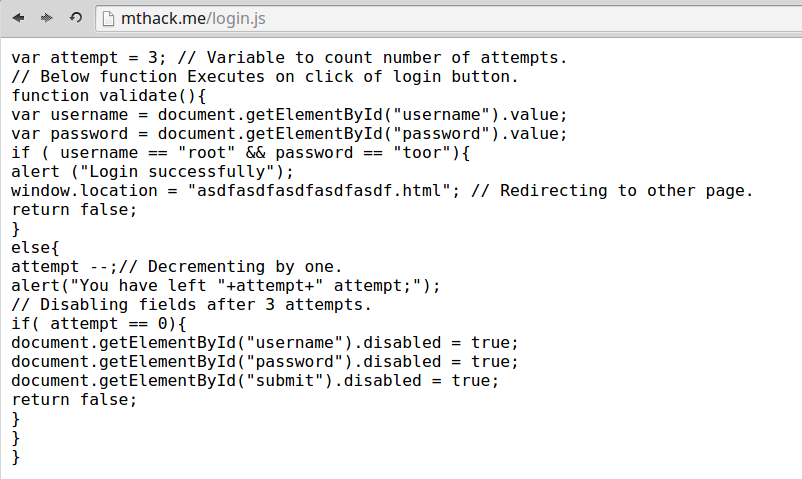 mthack.me/login.js
var attempt = 3; // Variable to count number of attempts.
// Below function Executes on click of login button.
function validate(){
var username = document.getElementById("username").value;
var password = document.getElementById("password").value;
if ( username == "root" && password == "toor"){
alert ("Login successfully");
window.location = "asdfasdfasdfasdfasdf.html"; // Redirecting to other page.
return false;
}
else{
attempt --;// Decrementing by one.
alert("You have left "+attempt+" attempt;");
// Disabling fields after 3 attempts.
if( attempt == 0){
document.getElementById("username").disabled = true;
document.getElementById("password").disabled = true;
document.getElementById("submit").disabled = true;
return false;
}
}
}